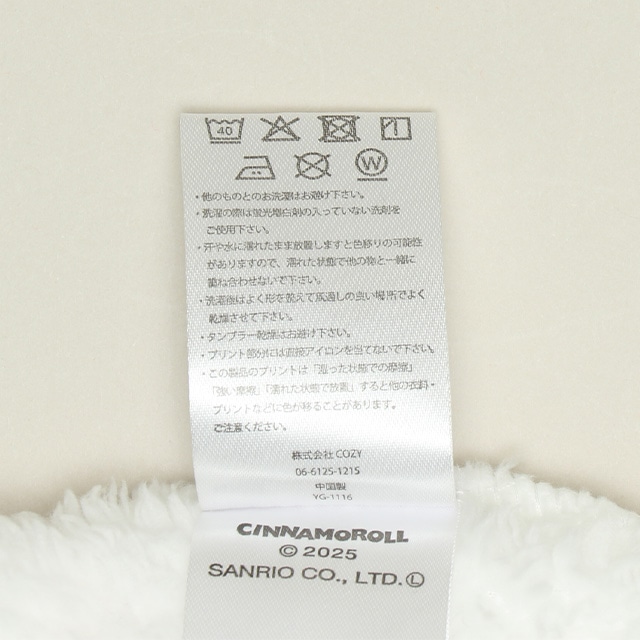 40
W
・他のものとのお洗濯はお避け下さい。
・洗濯の際は蛍光増白剤の入っていない洗剤を
ご使用下さい。
・汗や水に濡れたまま放置しますと色移りの可能性
がありますので、濡れた状態で他の物と一緒に
重ね合わせないで下さい。
・洗濯後はよく形を整えて風通しの良い場所でよく
乾燥させて下さい。
・タンブラー乾燥はお避け下さい。
・プリント箇所には直接アイロンを当てないで下さい。
・この製品のプリントは「湿った状態での摩擦」
「強い摩擦」「濡れた状態で放置」すると他の衣料・
プリントなどに色が移ることがあります。
ご注意ください。
株式会社 COZY
06-6125-1215
中国製
YG-1116
CINNAMOROLL
© 2025
SANRIO CO., LTD. Ⓛ